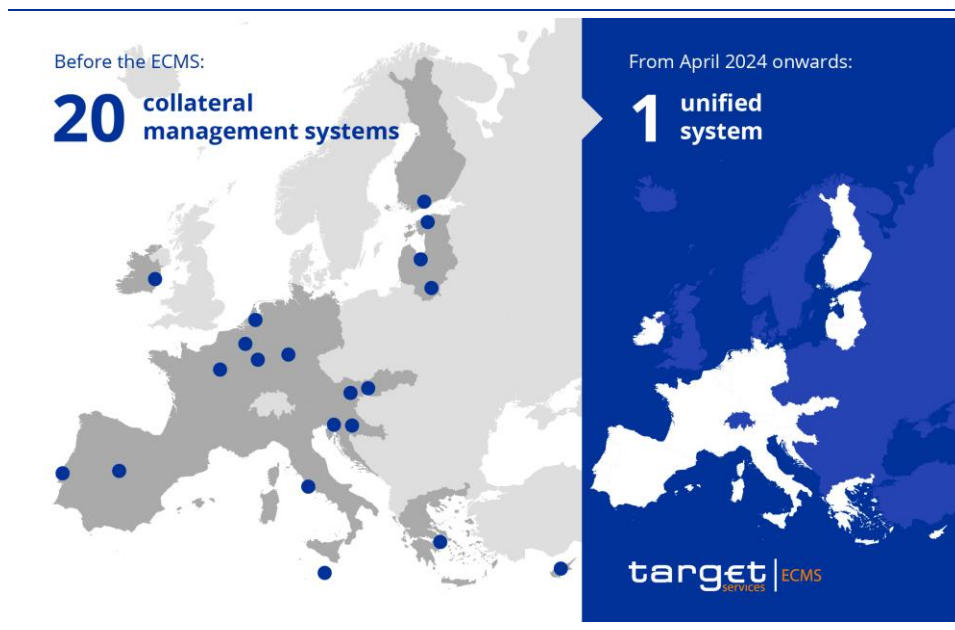 Before the ECMS:
20 collateral
management systems
From April 2024 onwards:
1 unified
system
target
services
ECMS